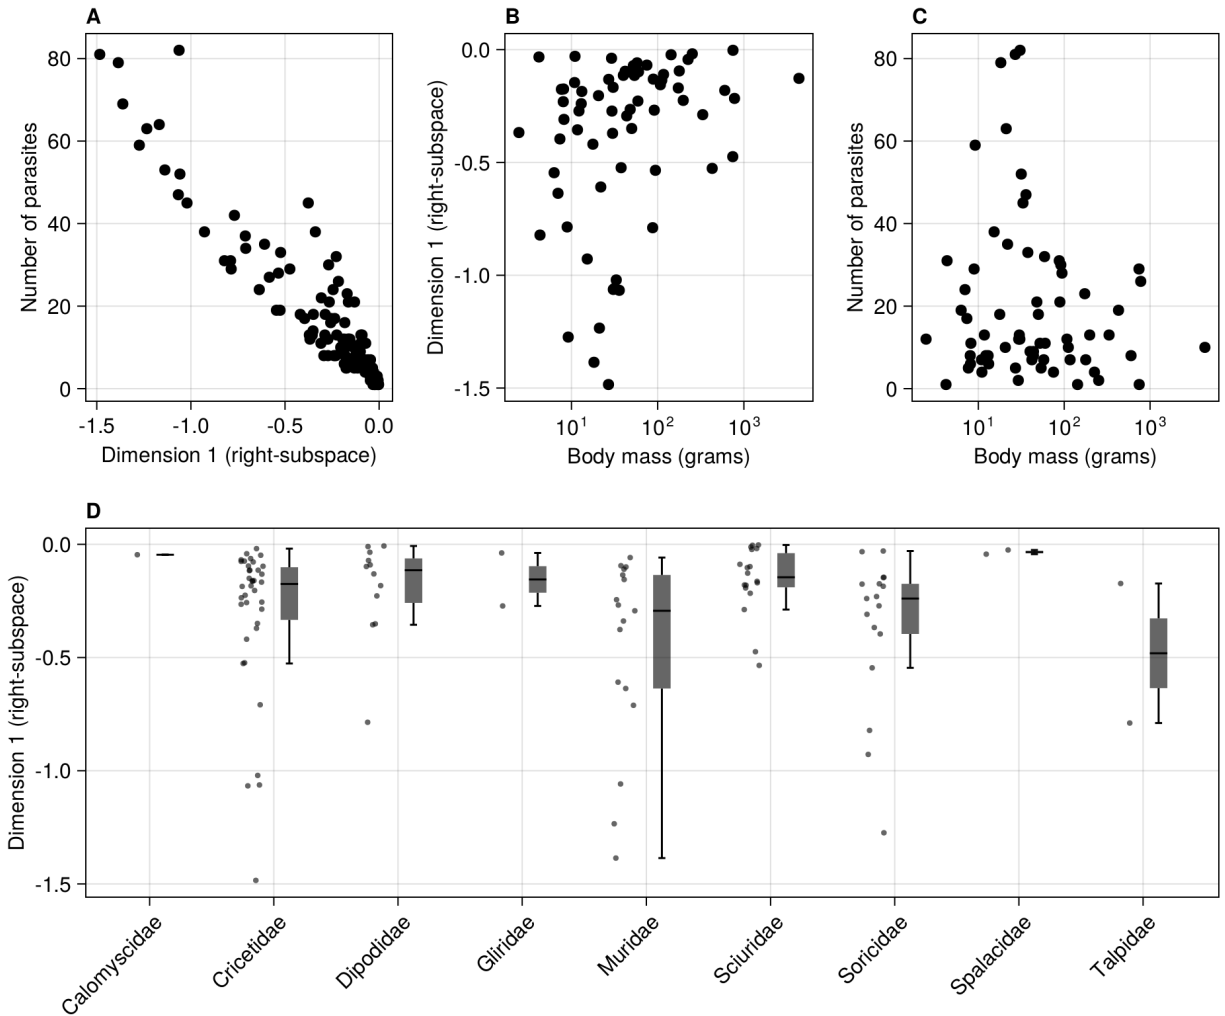 A
B
C
Number of parasites
80
60
40
20
0
-1.5
-1.0
-0.5
0.0
Dimension 1 (right-subspace)
Dimension 1 (right-subspace)
0.0
-0.5
-1.0
-1.5
10¹
10²
10³
Body mass (grams)
Number of parasites
80
60
40
20
0
10¹
10²
10³
Body mass (grams)
D
Dimension 1 (right-subspace)
0.0
-0.5
-1.0
-1.5
Calomyscidae
Cricetidae
Dipodidae
Gliridae
Muridae
Sciuridae
Soricidae
Spalacidae
Talpidae